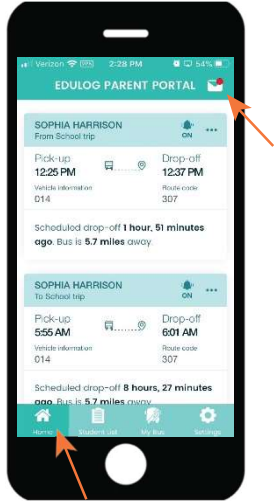 Verizon VPN 2:28 PM 54%
EDULOG PARENT PORTAL
SOPHIA HARRISON
From School trip
ON
Pick-up Drop-off
12:25 PM 12:37 PM
Vehicle information Route code
014 307
Scheduled drop-off 1 hour, 51 minutes
ago. Bus is 5.7 miles away.
SOPHIA HARRISON
To School trip
ON
Pick-up Drop-off
5:55 AM 6:01 AM
Vehicle information Route code
014 307
Scheduled drop-off 8 hours, 27 minutes
ago. Bus is 5.7 miles away
Home Student List My Bus Settings